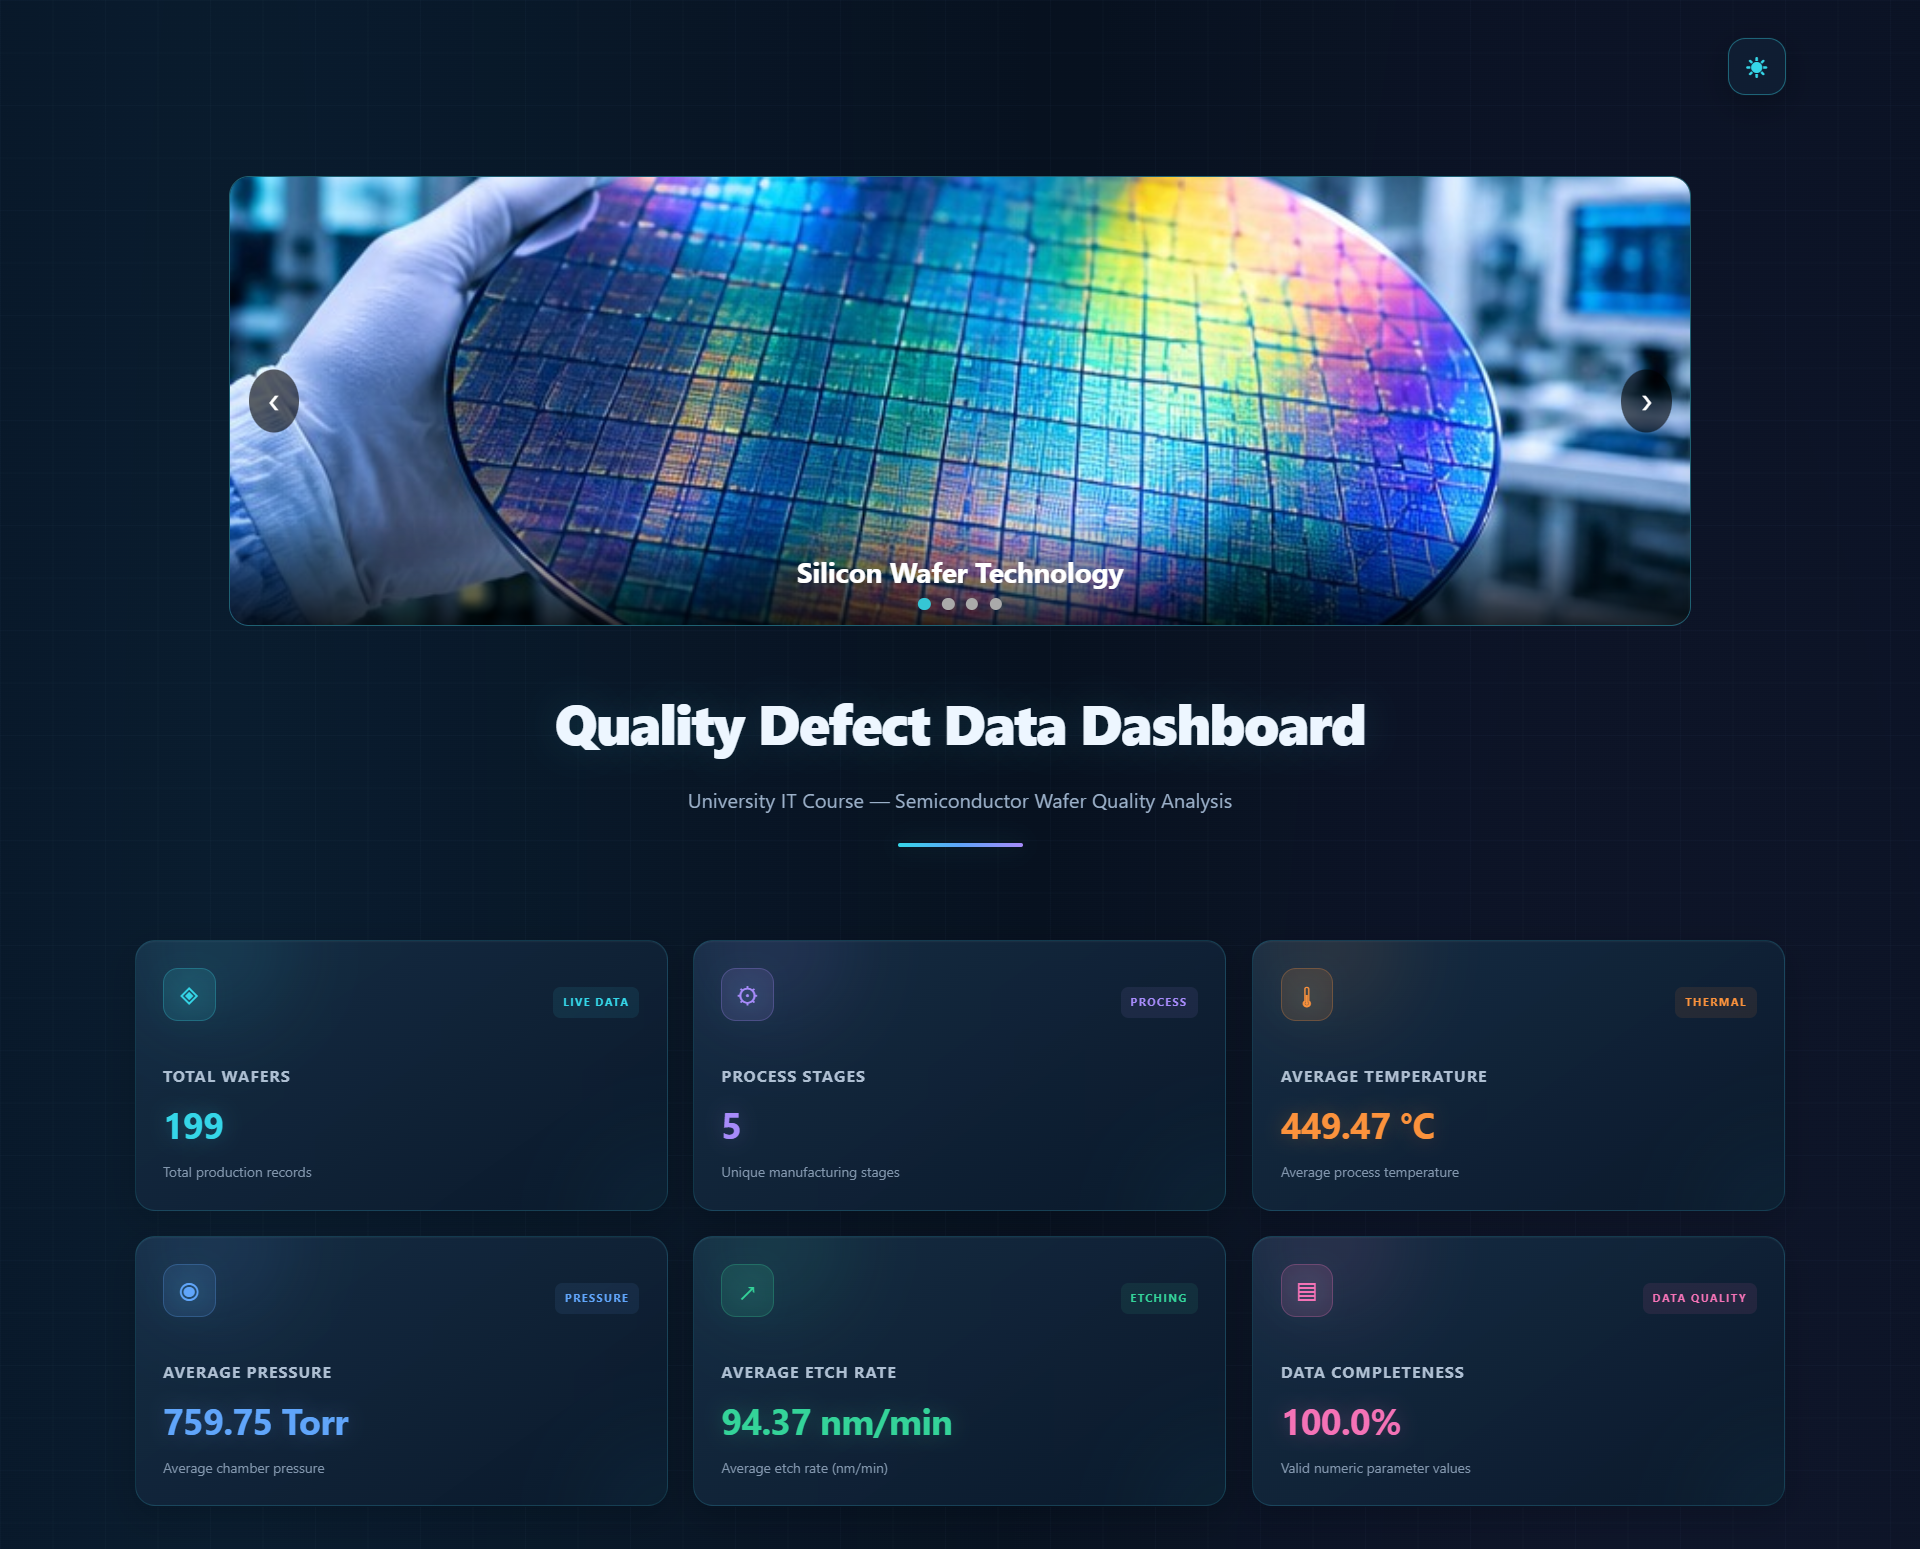 Silicon Wafer Technology
Quality Defect Data Dashboard
University IT Course — Semiconductor Wafer Quality Analysis
LIVE DATA
TOTAL WAFERS
199
Total production records
PROCESS
PROCESS STAGES
5
Unique manufacturing stages
THERMAL
AVERAGE TEMPERATURE
449.47 °C
Average process temperature
PRESSURE
AVERAGE PRESSURE
759.75 Torr
Average chamber pressure
ETCHING
AVERAGE ETCH RATE
94.37 nm/min
Average etch rate (nm/min)
DATA QUALITY
DATA COMPLETENESS
100.0%
Valid numeric parameter values